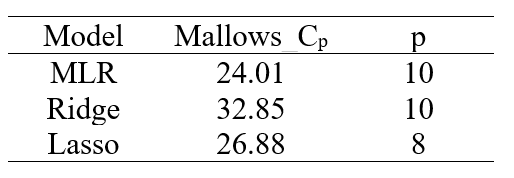 Model Mallows_Cp p
MLR 24.01 10
Ridge 32.85 10
Lasso 26.88 8